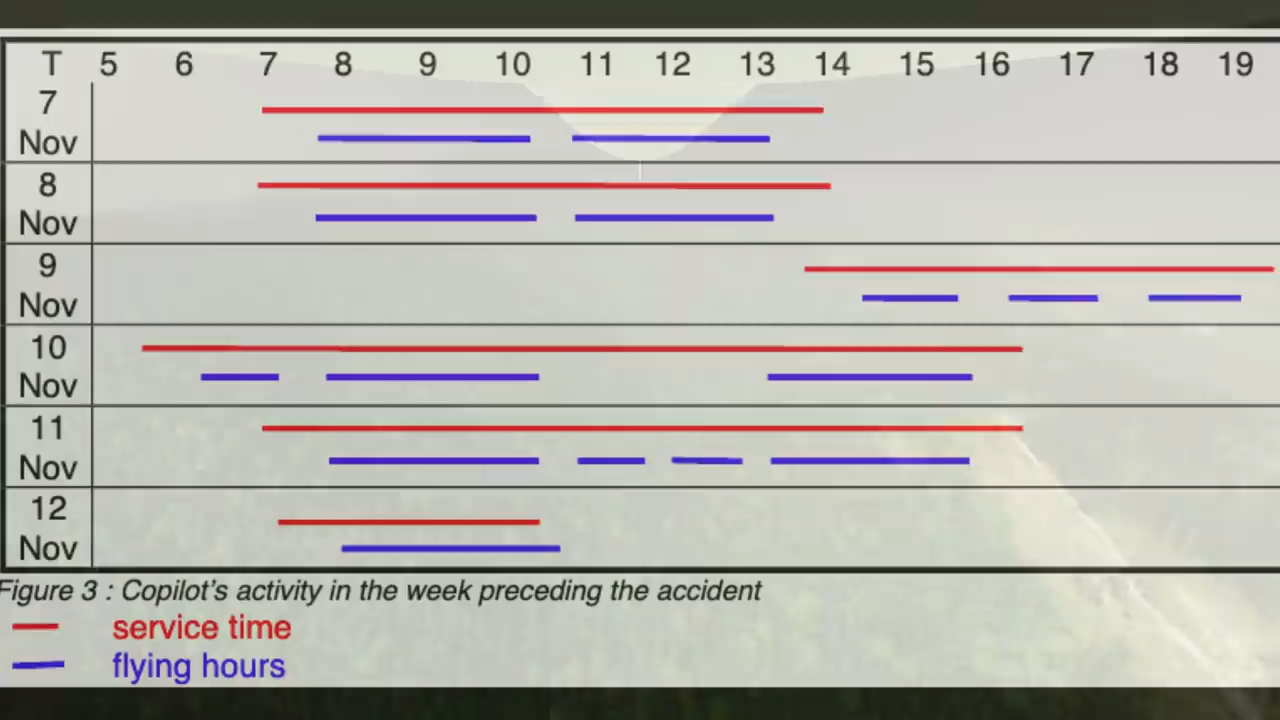 T 5 6 7 8 9 10 11 12 13 14 15 16 17 18 19
7
Nov
8
Nov
9
Nov
10
Nov
11
Nov
12
Nov
Figure 3 : Copilot's activity in the week preceding the accident
service time
flying hours